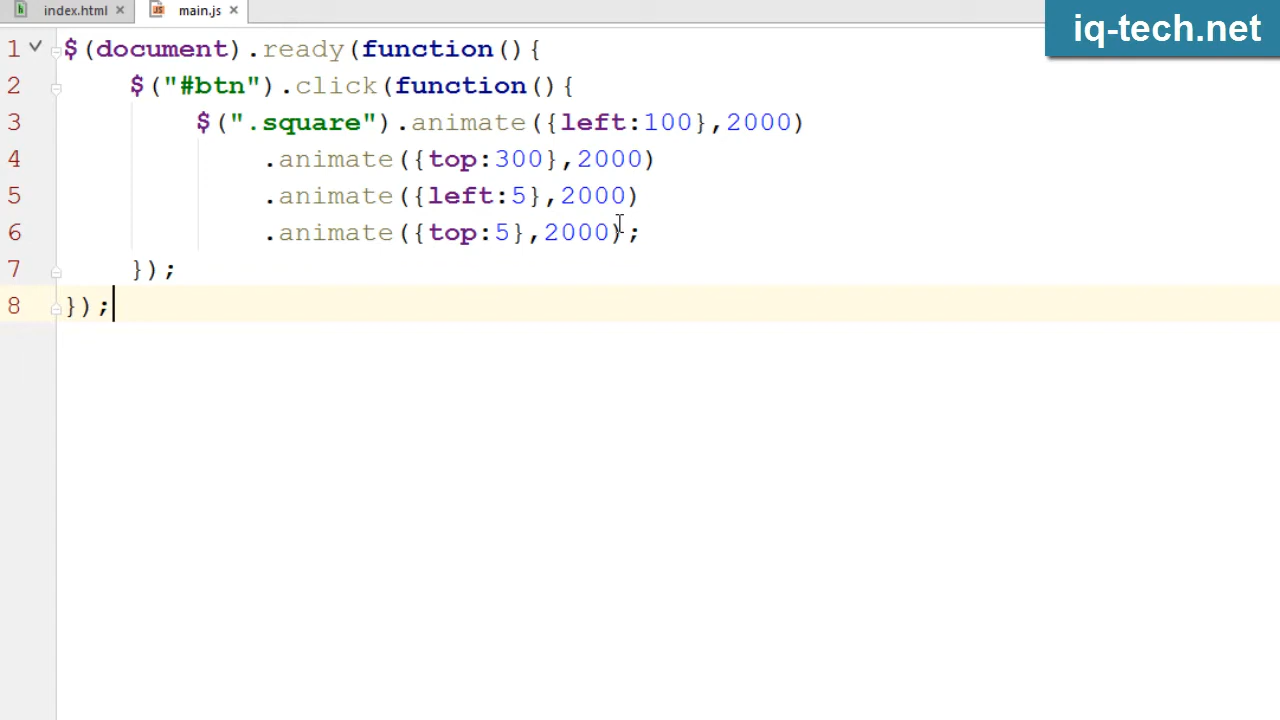 index.html
main.js
iq-tech.net
1 $(document).ready(function(){
2 $("#btn").click(function(){
3 $(".square").animate({left:100},2000)
4 .animate({top:300},2000)
5 .animate({left:5},2000)
6 .animate({top:5},2000);
7 });
8 });